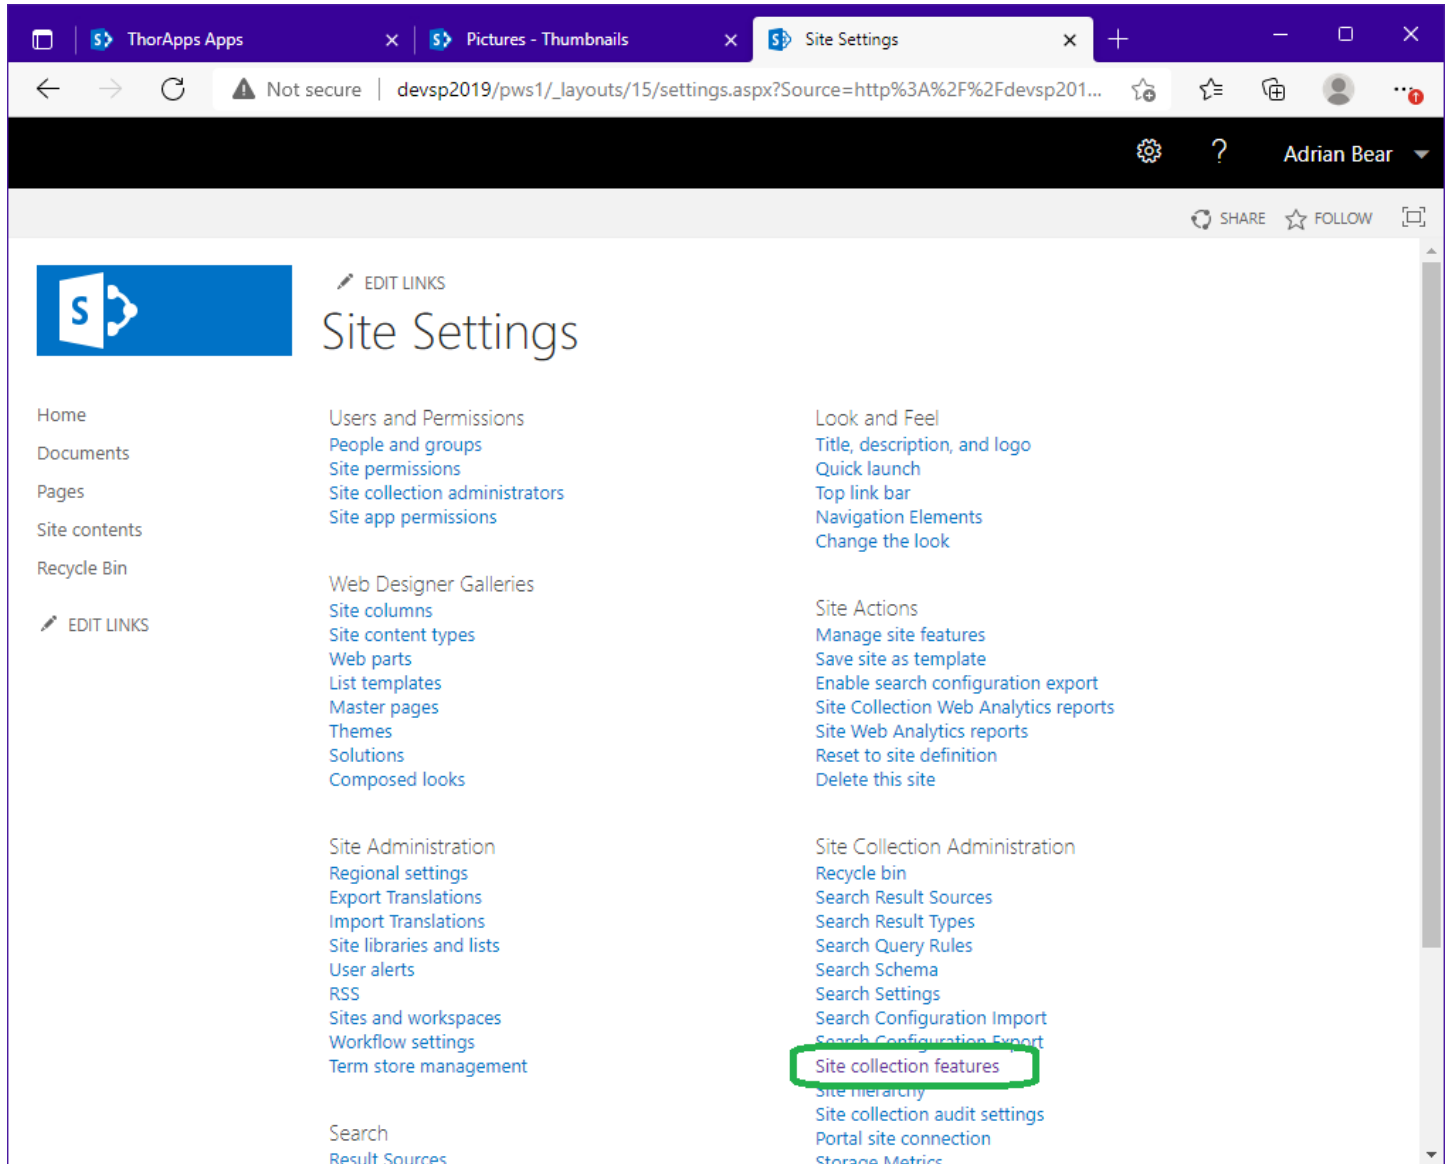 ThorApps Apps
Pictures - Thumbnails
Site Settings
Not secure
devsp2019/pws1/_layouts/15/settings.aspx?Source=http%3A%2F%2Fdevsp201...
?
Adrian Bear
SHARE
FOLLOW
S
EDIT LINKS
Site Settings
Home
Documents
Pages
Site contents
Recycle Bin
EDIT LINKS
Users and Permissions
People and groups
Site permissions
Site collection administrators
Site app permissions
Web Designer Galleries
Site columns
Site content types
Web parts
List templates
Master pages
Themes
Solutions
Composed looks
Site Administration
Regional settings
Export Translations
Import Translations
Site libraries and lists
User alerts
RSS
Sites and workspaces
Workflow settings
Term store management
Search
Result Sources
Look and Feel
Title, description, and logo
Quick launch
Top link bar
Navigation Elements
Change the look
Site Actions
Manage site features
Save site as template
Enable search configuration export
Site Collection Web Analytics reports
Site Web Analytics reports
Reset to site definition
Delete this site
Site Collection Administration
Recycle bin
Search Result Sources
Search Result Types
Search Query Rules
Search Schema
Search Settings
Search Configuration Import
Search Configuration Export
Site collection features
Site hierarchy
Site collection audit settings
Portal site connection
Storage Metrics